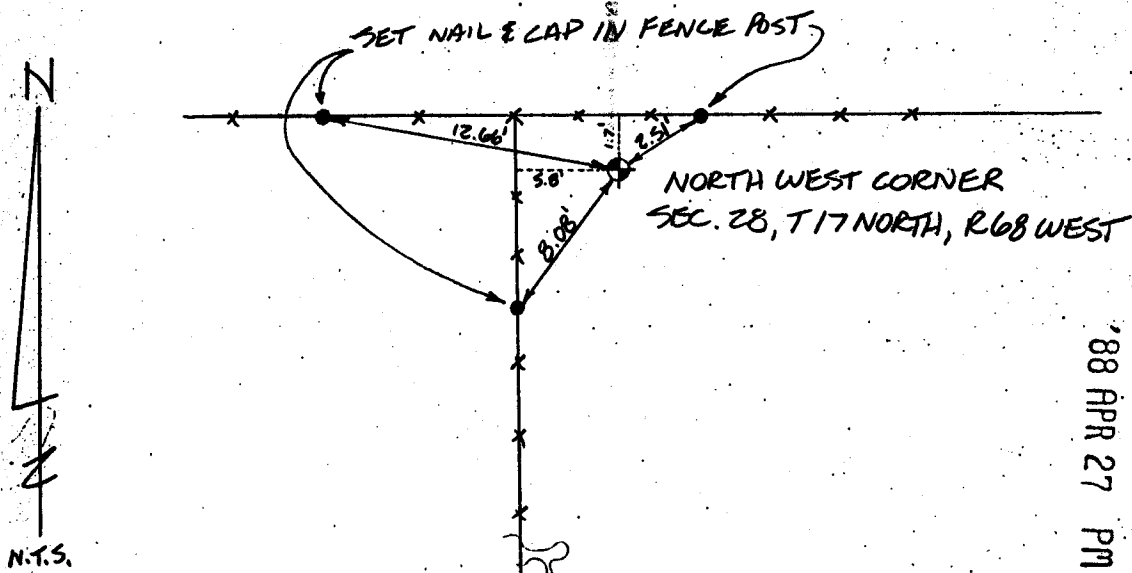 SET NAIL & CAP IN FENCE POST
N
12.66'
1.7'
2.51'
5.8'
8.08'
NORTH WEST CORNER
SEC. 28, T17 NORTH, R68 WEST
'88 APR 27 PM
N.T.S.